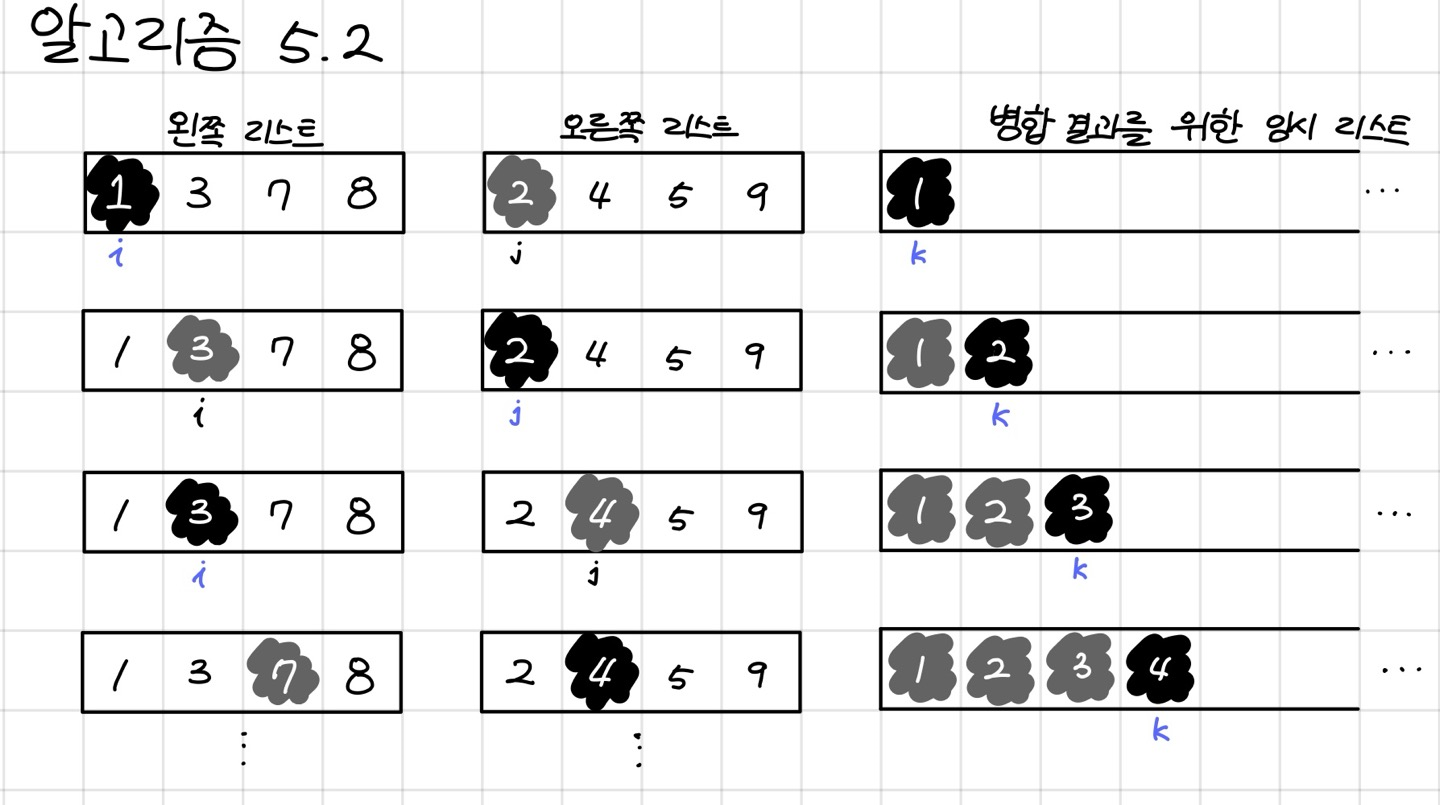 알고리즘 5.2
왼쪽 리스트 오른쪽 리스트 병합 결과를 위한 임시 리스트
1 3 7 8 2 4 5 9 1 ...
i j k
1 3 7 8 2 4 5 9 1 2 ...
i j k
1 3 7 8 2 4 5 9 1 2 3 ...
i j k
1 3 7 8 2 4 5 9 1 2 3 4 ...
k
⋮ ⋮